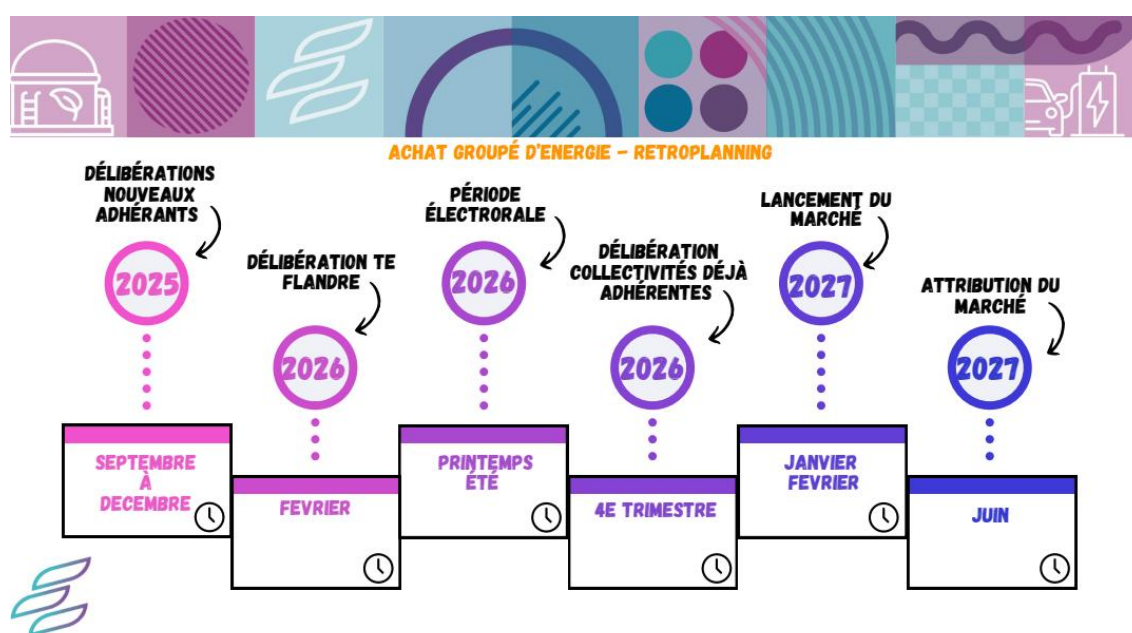 ACHAT GROUPÉ D'ENERGIE – RETROPLANNING
DÉLIBÉRATIONS
NOUVEAUX
ADHÉRANTS
2025
SEPTEMBRE
À
DECEMBRE
DÉLIBÉRATION TE
FLANDRE
2026
FEVRIER
PÉRIODE
ÉLECTRORALE
2026
PRINTEMPS
ÉTÉ
DÉLIBÉRATION
COLLECTIVITÉS DÉJÀ
ADHÉRENTES
2026
4E TRIMESTRE
LANCEMENT DU
MARCHÉ
2027
JANVIER
FEVRIER
ATTRIBUTION DU
MARCHÉ
2027
JUIN